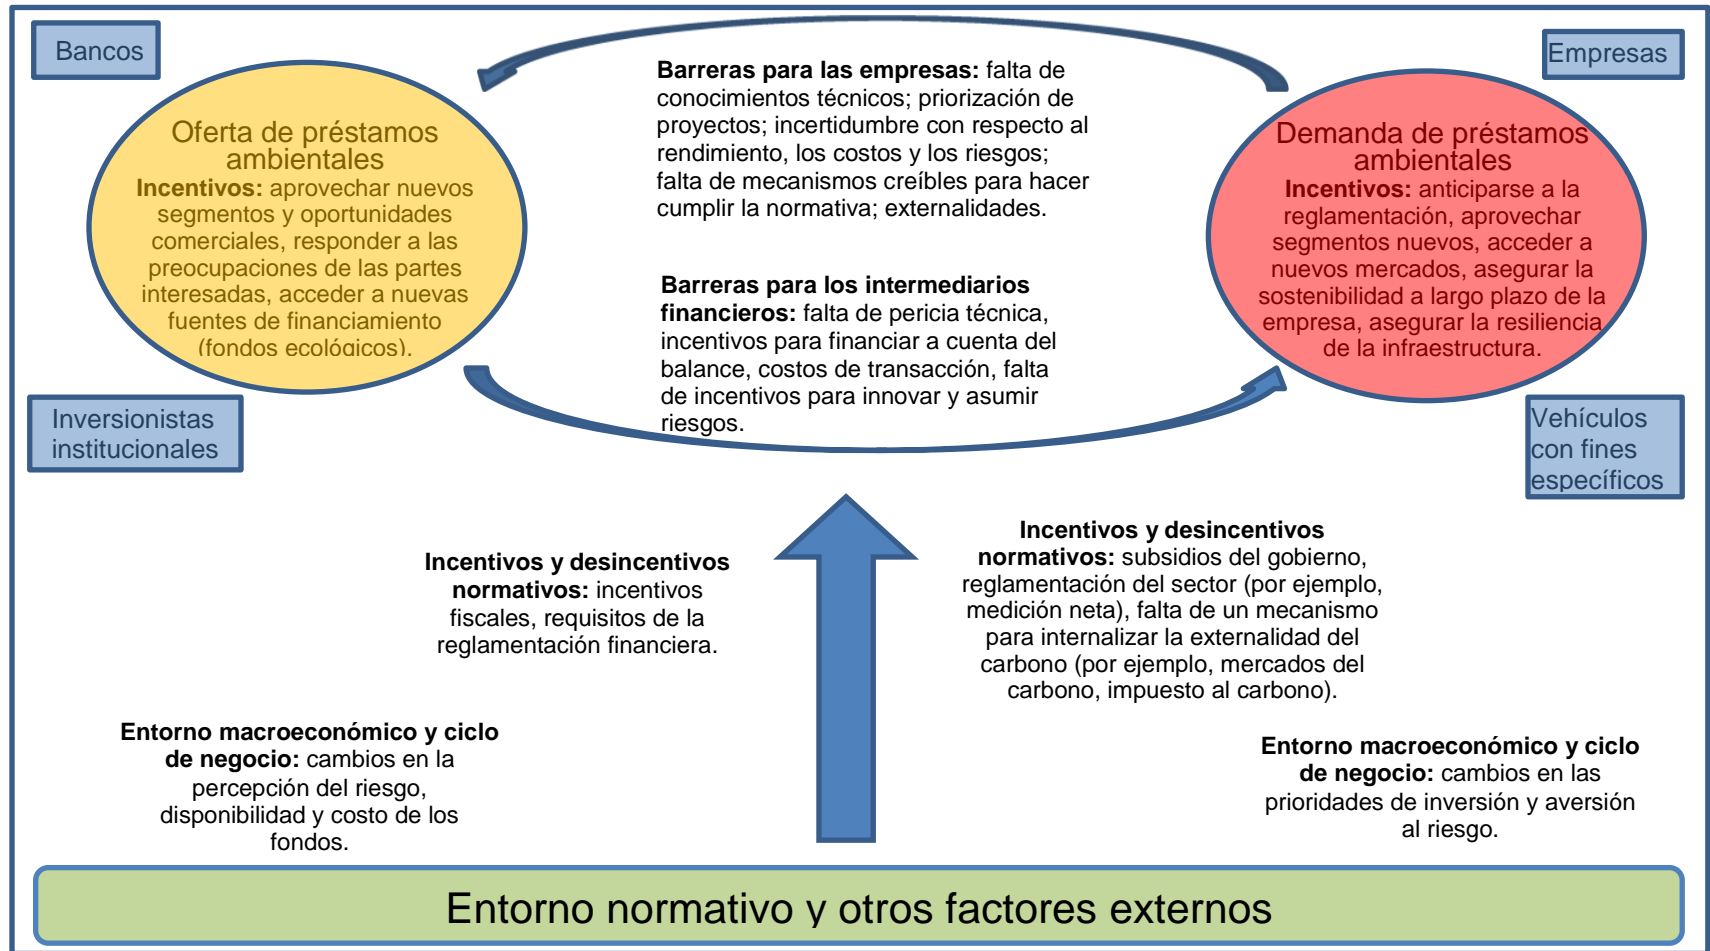 Bancos
Empresas
Oferta de préstamos
ambientales
Incentivos: aprovechar nuevos
segmentos y oportunidades
comerciales, responder a las
preocupaciones de las partes
interesadas, acceder a nuevas
fuentes de financiamiento
(fondos ecológicos).
Barreras para las empresas: falta de
conocimientos técnicos; priorización de
proyectos; incertidumbre con respecto al
rendimiento, los costos y los riesgos;
falta de mecanismos creíbles para hacer
cumplir la normativa; externalidades.
Barreras para los intermediarios
financieros: falta de pericia técnica,
incentivos para financiar a cuenta del
balance, costos de transacción, falta
de incentivos para innovar y asumir
riesgos.
Demanda de préstamos
ambientales
Incentivos: anticiparse a la
reglamentación, aprovechar
segmentos nuevos, acceder a
nuevos mercados, asegurar la
sostenibilidad a largo plazo de la
empresa, asegurar la resiliencia
de la infraestructura.
Inversionistas
institucionales
Vehículos
con fines
específicos
Incentivos y desincentivos
normativos: incentivos
fiscales, requisitos de la
reglamentación financiera.
Incentivos y desincentivos
normativos: subsidios del gobierno,
reglamentación del sector (por ejemplo,
medición neta), falta de un mecanismo
para internalizar la externalidad del
carbono (por ejemplo, mercados del
carbono, impuesto al carbono).
Entorno macroeconómico y ciclo
de negocio: cambios en la
percepción del riesgo,
disponibilidad y costo de los
fondos.
Entorno macroeconómico y ciclo
de negocio: cambios en las
prioridades de inversión y aversión
al riesgo.
Entorno normativo y otros factores externos